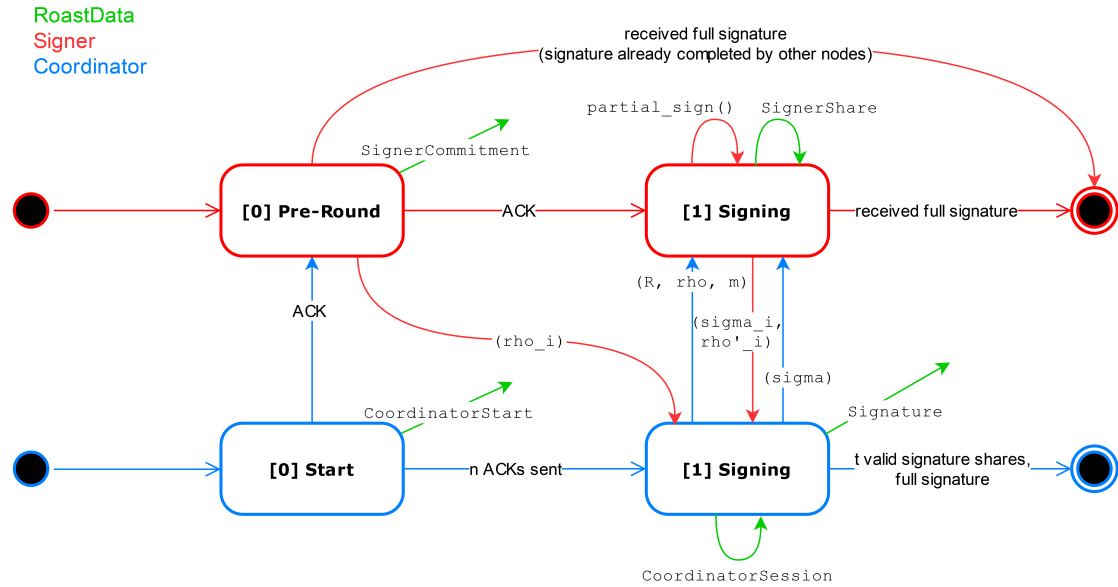 RoastData
Signer
Coordinator
received full signature
(signature already completed by other nodes)
partial_sign()
SignerShare
SignerCommitment
[0] Pre-Round
ACK
[1] Signing
received full signature
(R, rho, m)
ACK
(sigma_i,
rho'_i)
(rho_i)
(sigma)
CoordinatorStart
Signature
[0] Start
n ACKs sent
[1] Signing
t valid signature shares,
full signature
CoordinatorSession